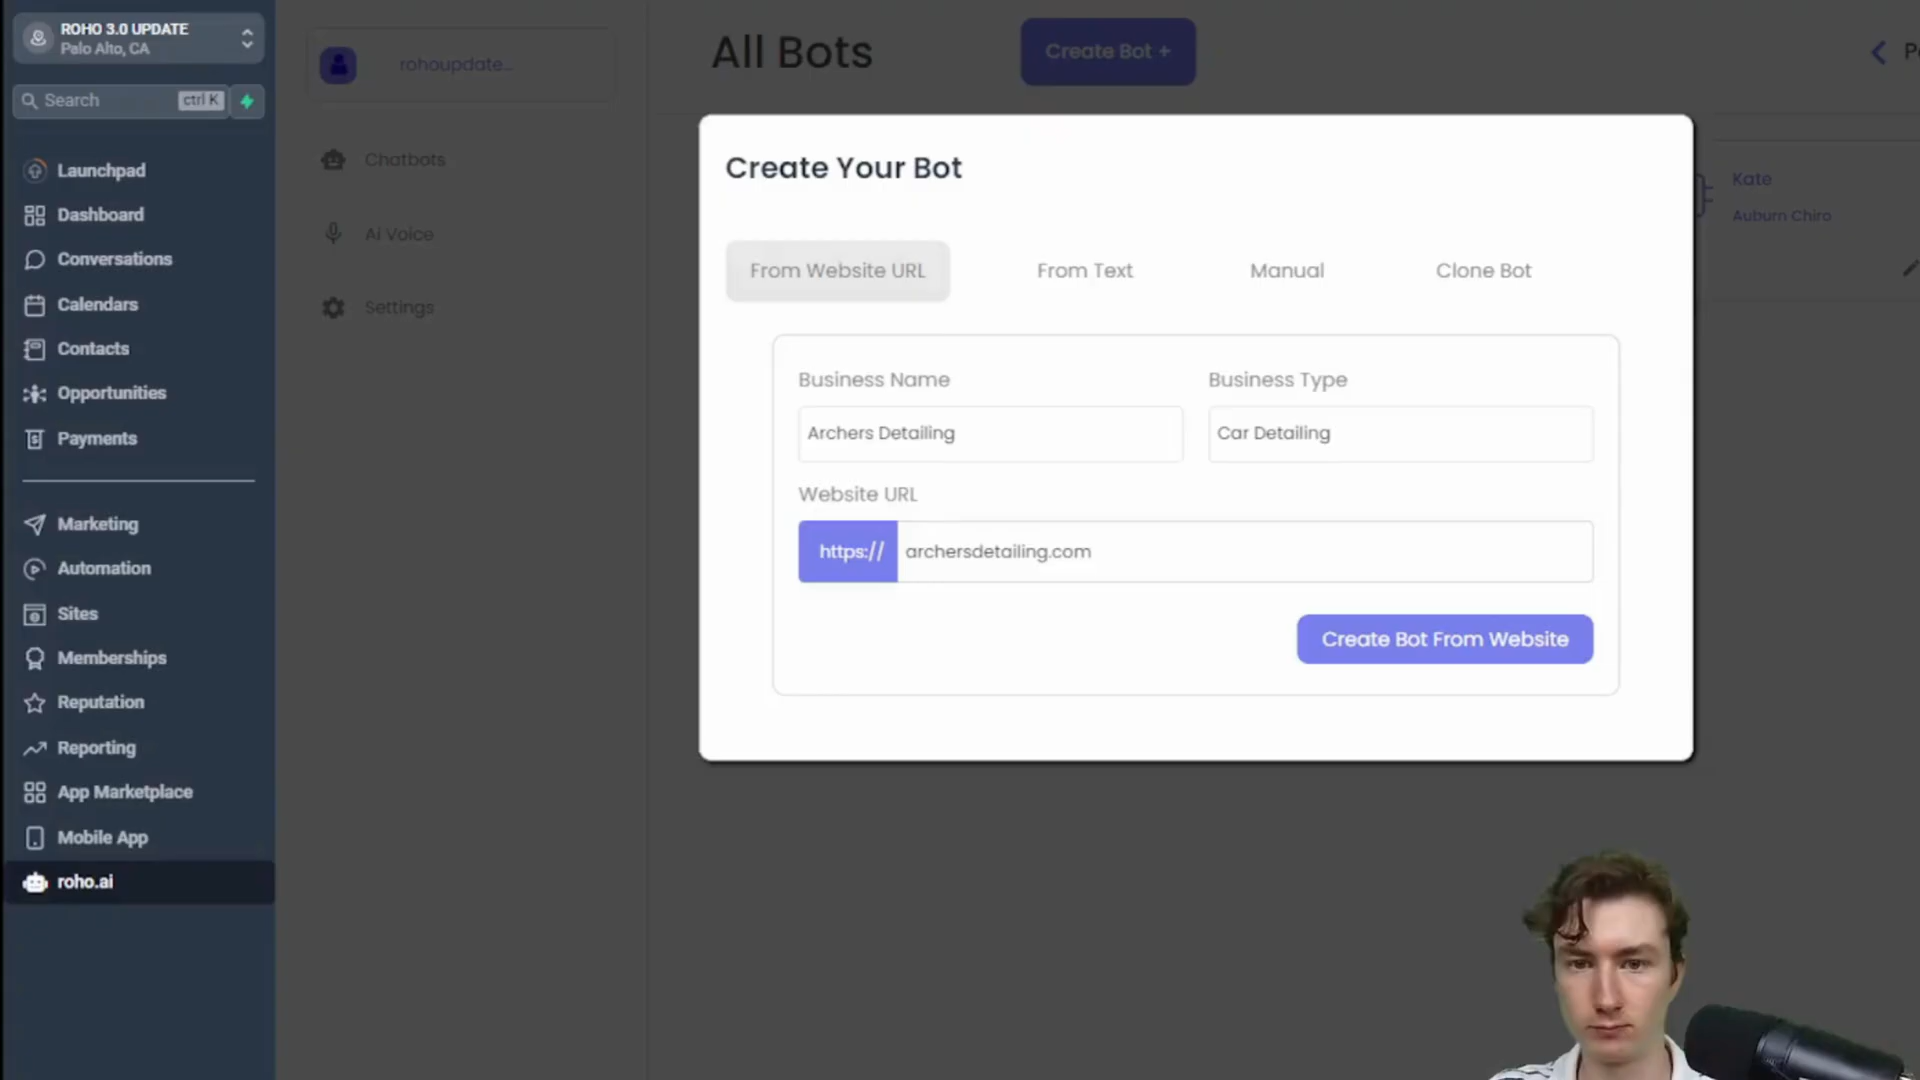 ROHO 3.0 UPDATE
Palo Alto, CA
Search
ctrl K
Launchpad
Dashboard
Conversations
Calendars
Contacts
Opportunities
Payments
Marketing
Automation
Sites
Memberships
Reputation
Reporting
App Marketplace
Mobile App
roho.ai
rohoupdate...
Chatbots
Ai Voice
Settings
All Bots
Create Bot +
Create Your Bot
From Website URL
From Text
Manual
Clone Bot
Business Name
Business Type
Archers Detailing
Car Detailing
Website URL
https://
archersdetailing.com
Create Bot From Website
Kate
Auburn Chiro